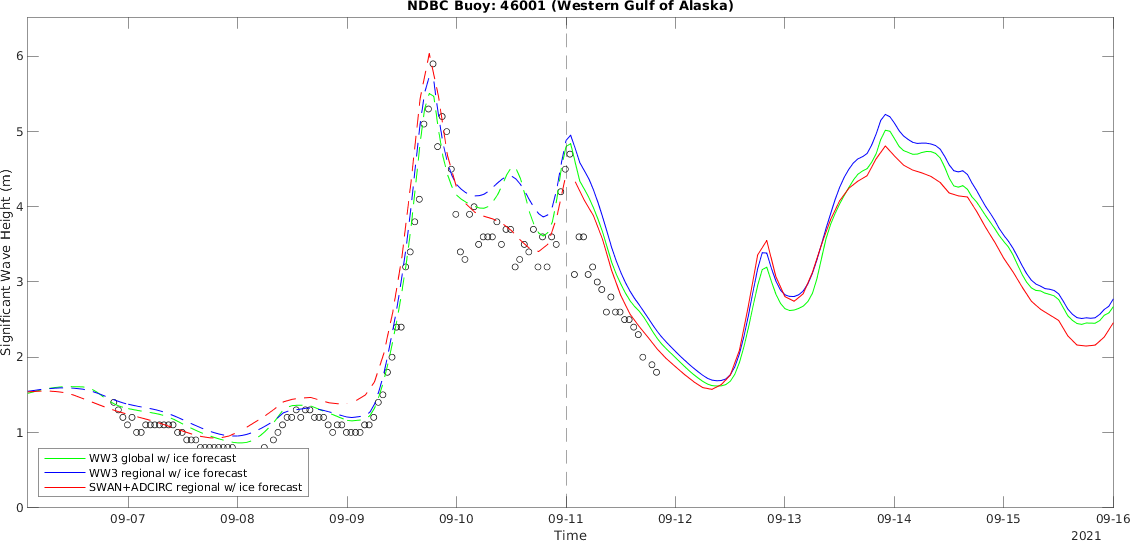 NDBC Buoy: 46001 (Western Gulf of Alaska)
Significant Wave Height (m)
6
5
4
3
2
1
0
WW3 global w/ ice forecast
WW3 regional w/ ice forecast
SWAN+ADCIRC regional w/ ice forecast
09-07 09-08 09-09 09-10 09-11 09-12 09-13 09-14 09-15 09-16
Time
2021